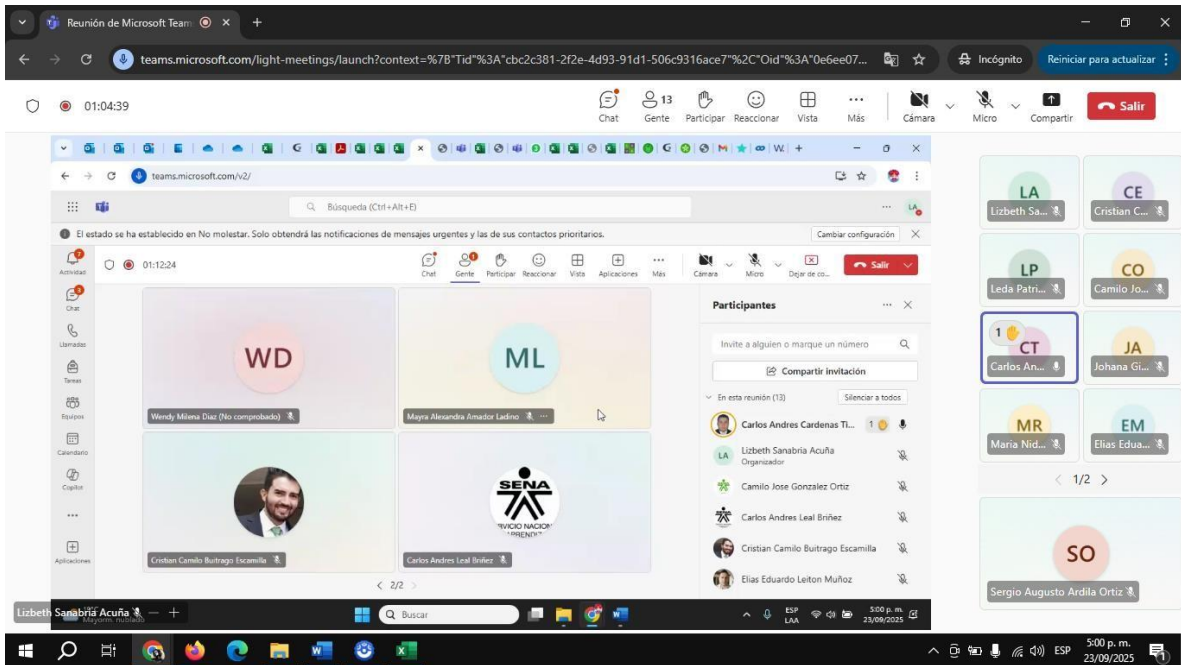 Reunión de Microsoft Team
teams.microsoft.com/light-meetings/launch?context=%7B"Tid"%3A"cbc2c381-2f2e-4d93-91d1-506c9316ace7"%2C"Oid"%3A"0e6ee07...
Incógnito
Reiniciar para actualizar
01:04:39
Chat
13
Gente
Participar
Reaccionar
Vista
Más
Cámara
Micro
Compartir
Salir
teams.microsoft.com/v2/
Búsqueda (Ctrl+Alt+E)
LA
El estado se ha establecido en No molestar. Solo obtendrá las notificaciones de mensajes urgentes y las de sus contactos prioritarios.
Cambiar configuración
Actividad
Chat
Llamadas
Tareas
Equipos
Calendario
Copilot
Aplicaciones
01:12:24
Chat
Gente
Participar
Reaccionar
Vista
Aplicaciones
Más
Cámara
Micro
Dejar de co...
Salir
WD
Wendy Milena Diaz (No comprobado)
ML
Mayra Alexandra Amador Ladino
Cristian Camilo Buitrago Escamilla
SENA
Carlos Andres Leal Briñez
2/2
Participantes
Invite a alguien o marque un número
Compartir invitación
En esta reunión (13)
Silenciar a todos
Carlos Andres Cardenas Ti...
1
LA
Lizbeth Sanabria Acuña
Organizador
Camilo Jose Gonzalez Ortiz
Carlos Andres Leal Briñez
Cristian Camilo Buitrago Escamilla
Elias Eduardo Leiton Muñoz
LA
Lizbeth Sa...
CE
Cristian C...
LP
Leda Patri...
CO
Camilo Jo...
1
CT
Carlos An...
JA
Johana Gi...
MR
Maria Nid...
EM
Elias Edua...
1/2
SO
Sergio Augusto Ardila Ortiz
Lizbeth Sanabria Acuña
Buscar
ESP
LAA
5:00 p. m.
23/09/2025
ESP
5:00 p. m.
23/09/2025